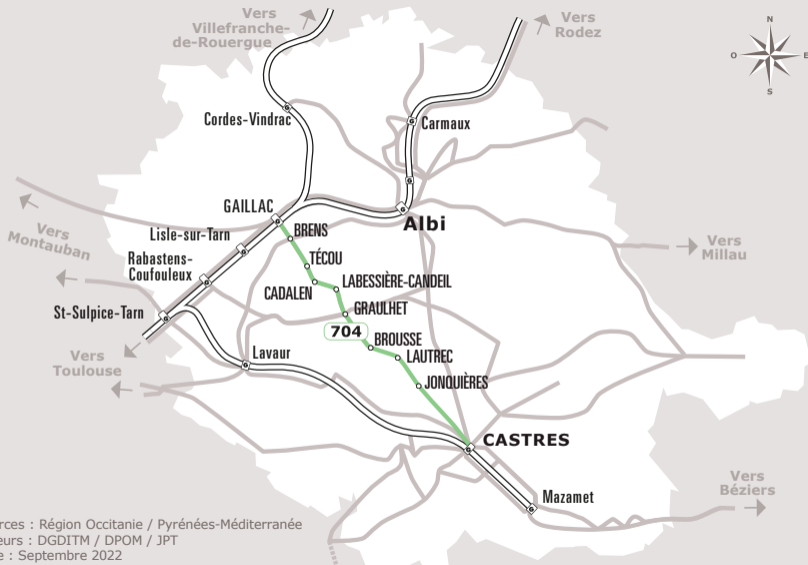 Vers
Villefranche-
de-Rouergue
Vers
Rodez
N
O
E
S
Cordes-Vindrac
Carmaux
GAILLAC
Albi
BRENS
Lisle-sur-Tarn
Vers
Montauban
Vers
Millau
TÉCOU
Rabastens-
Coufouleux
LABESSIÈRE-CANDEIL
CADALEN
GRAULHET
St-Sulpice-Tarn
704
BROUSSE
Lavaur
LAUTREC
Vers
Toulouse
JONQUIÈRES
CASTRES
Vers
Béziers
Mazamet
rces : Région Occitanie / Pyrénées-Méditerranée
eurs : DGDITM / DPOM / JPT
e : Septembre 2022